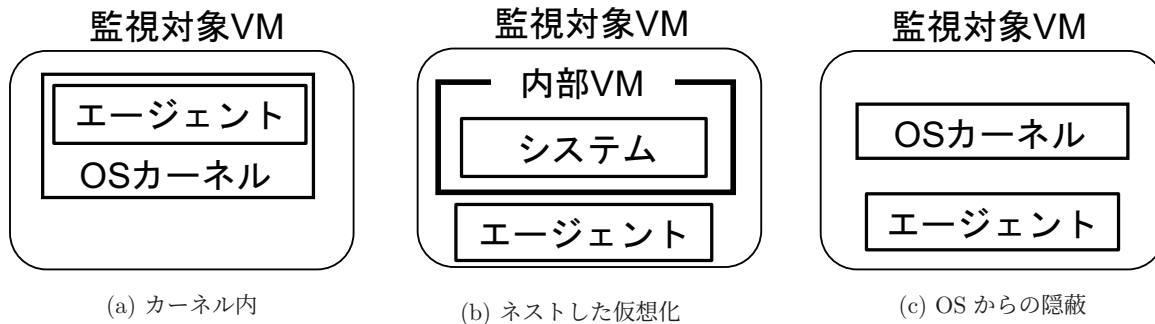 監視対象VM
エージェント
OSカーネル
(a) カーネル内
監視対象VM
内部VM
システム
エージェント
(b) ネストした仮想化
監視対象VM
OSカーネル
エージェント
(c) OS からの隠蔽